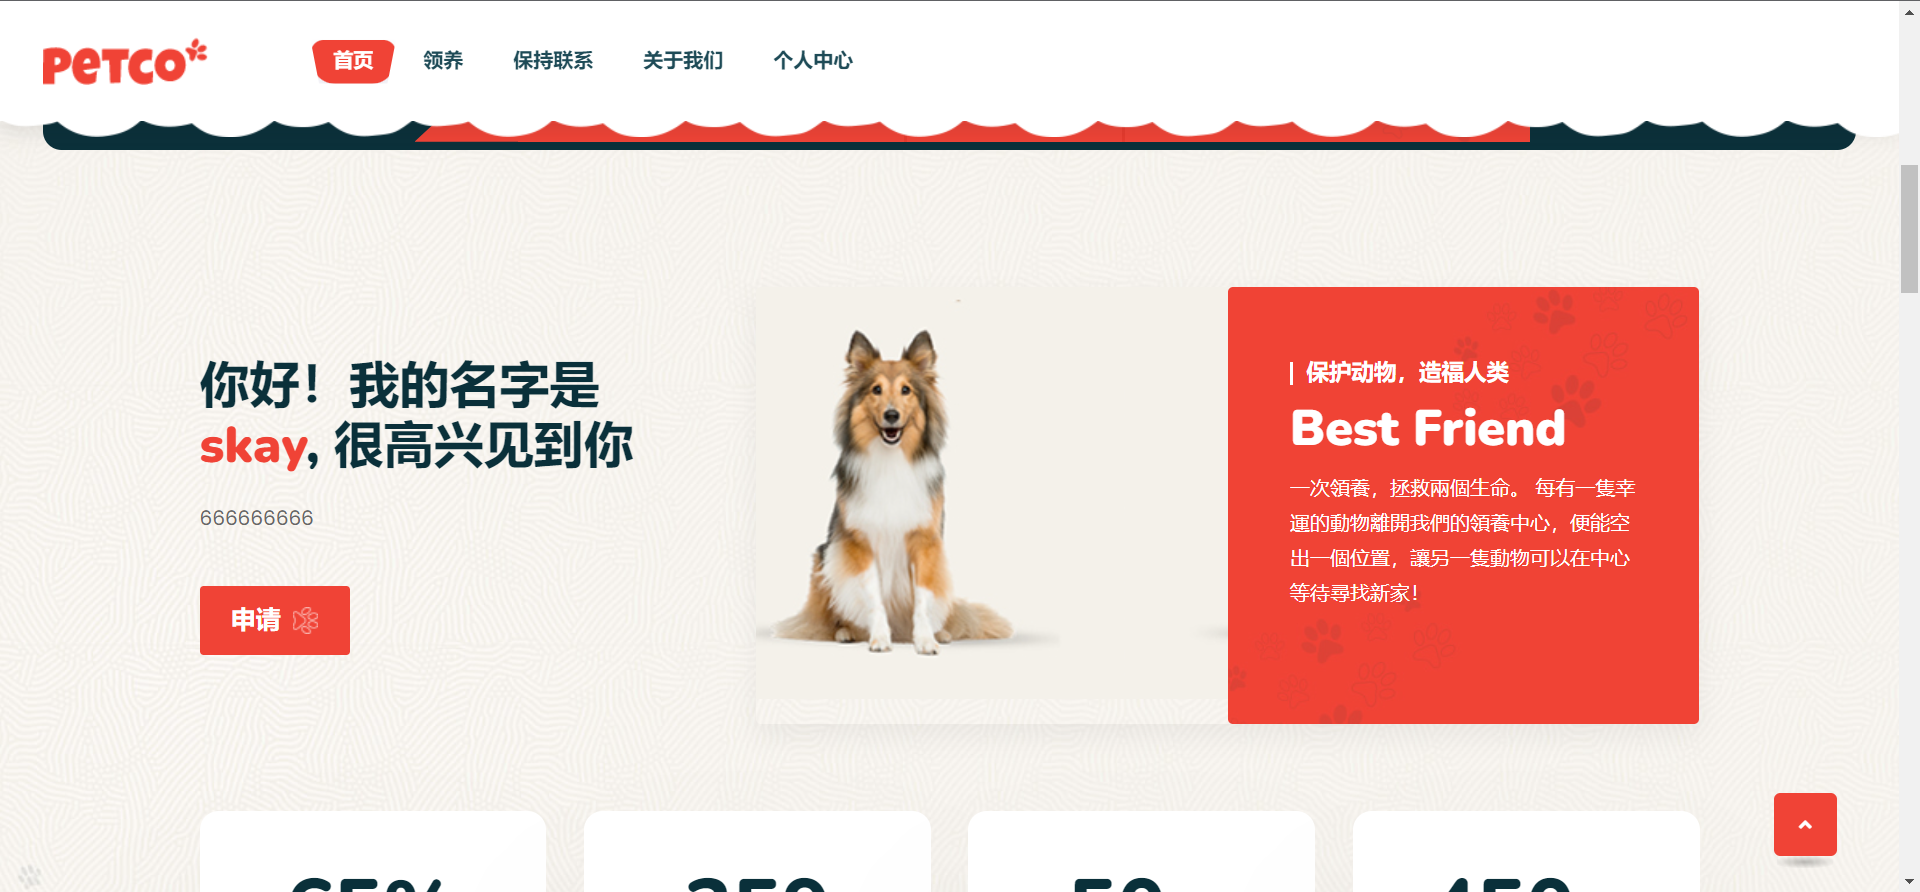 PETCO
首页 领养 保持联系 关于我们 个人中心
你好！我的名字是
skay, 很高兴见到你
666666666
申请
保护动物，造福人类
Best Friend
一次領養，拯救兩個生命。 每有一隻幸
運的動物離開我們的領養中心，便能空
出一個位置，讓另一隻動物可以在中心
等待尋找新家！
65% 350 50 450